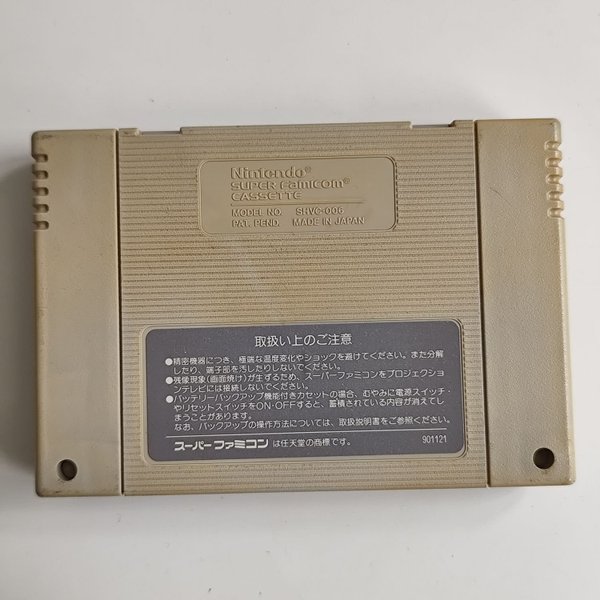 Nintendo®
SUPER Famicom®
CASSETTE
MODEL NO. SHVC-006
PAT. PEND. MADE IN JAPAN
取扱い上のご注意
●精密機器につき、極端な温度変化やショックを避けてください。また分解
したり、端子部を汚したりしないでください。
●残像現象(画面焼け)が生ずるため、スーパーファミコンをプロジェクショ
ンテレビには接続しないでください。
●バッテリーバックアップ機能付きカセットの場合、むやみに電源スイッチ・
やリセットスイッチをON・OFFすると、蓄積されている内容が消えてし
まうことがあります。
なお、バックアップの操作方法については、取扱説明書をご参照ください。
スーパーファミコン は任天堂の商標です。 901121